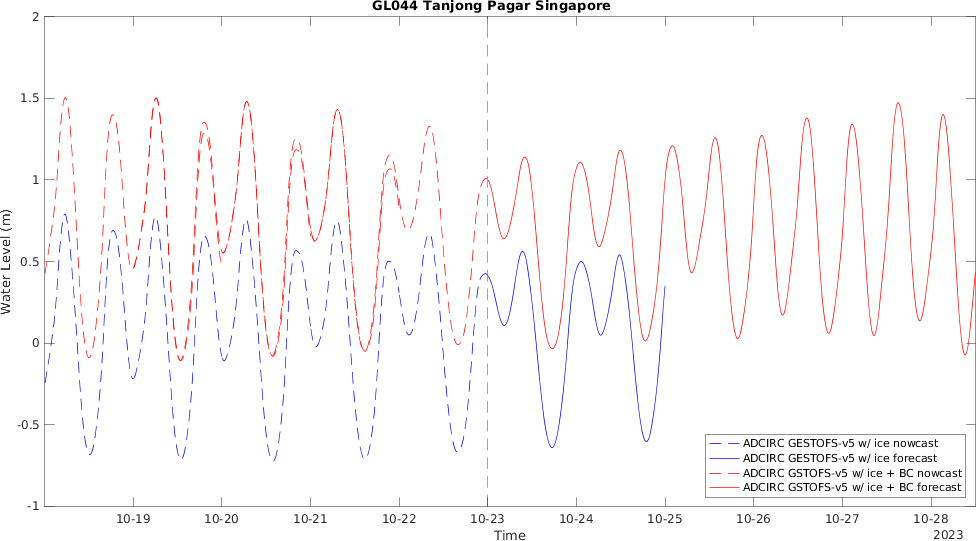 GL044 Tanjong Pagar Singapore
2
1.5
1
0.5
0
-0.5
-1
Water Level (m)
ADCIRC GESTOFS-v5 w/ ice nowcast
ADCIRC GESTOFS-v5 w/ ice forecast
ADCIRC GSTOFS-v5 w/ ice + BC nowcast
ADCIRC GSTOFS-v5 w/ ice + BC forecast
10-19 10-20 10-21 10-22 10-23 10-24 10-25 10-26 10-27 10-28
Time
2023